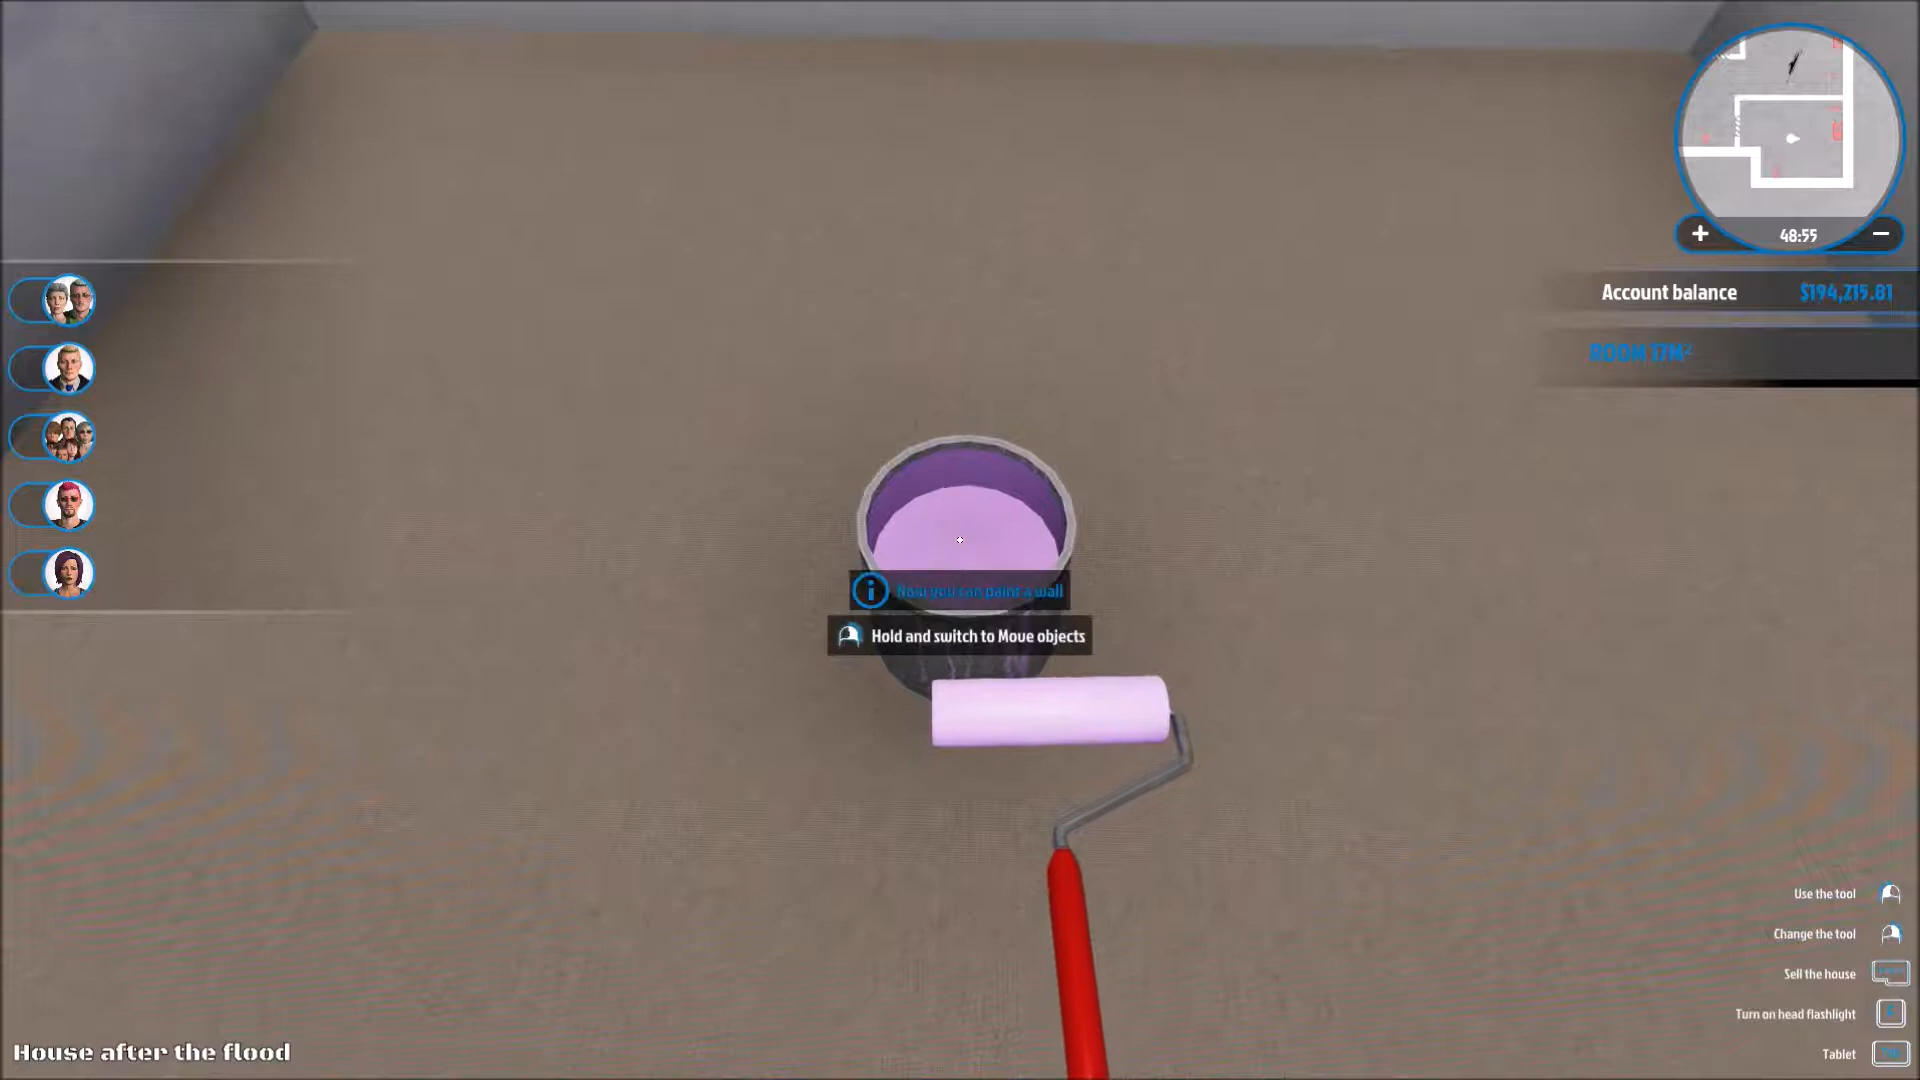 48:55
Account balance $194,215.81
ROOM 17M²
Now you can paint a wall
Hold and switch to Move objects
Use the tool
Change the tool
Sell the house
Turn on head flashlight
Tablet
House after the flood